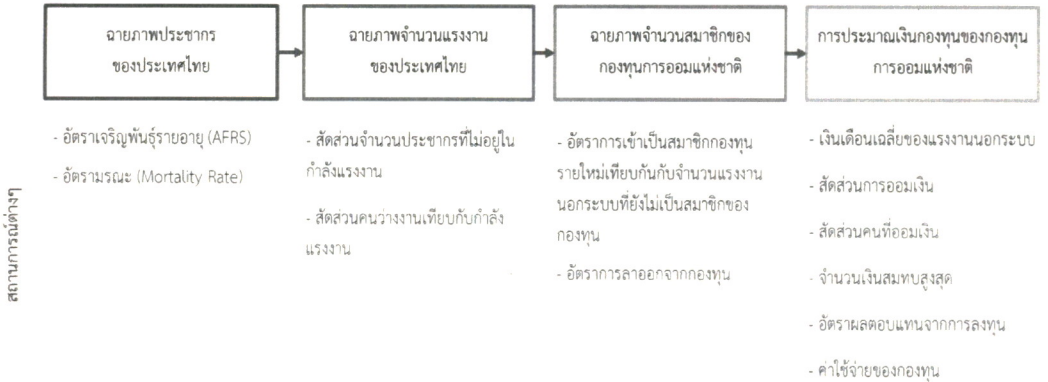 ฉายภาพประชากร
ของประเทศไทย
ฉายภาพจำนวนแรงงาน
ของประเทศไทย
ฉายภาพจำนวนสมาชิกของ
กองทุนการออมแห่งชาติ
การประมาณเงินกองทุนของกองทุน
การออมแห่งชาติ
สถานการณ์ต่างๆ
- อัตราเจริญพันธุ์รายอายุ (AFRS)
- อัตรามรณะ (Mortality Rate)
- สัดส่วนจำนวนประชากรที่ไม่อยู่ใน
กำลังแรงงาน
- สัดส่วนคนว่างงานเทียบกับกำลัง
แรงงาน
- อัตราการเข้าเป็นสมาชิกกองทุน
รายใหม่เทียบกันกับจำนวนแรงงาน
นอกระบบที่ยังไม่เป็นสมาชิกของ
กองทุน
- อัตราการลาออกจากกองทุน
- เงินเดือนเฉลี่ยของแรงงานนอกระบบ
- สัดส่วนการออมเงิน
- สัดส่วนคนที่ออมเงิน
- จำนวนเงินสมทบสูงสุด
- อัตราผลตอบแทนจากการลงทุน
- ค่าใช้จ่ายของกองทุน